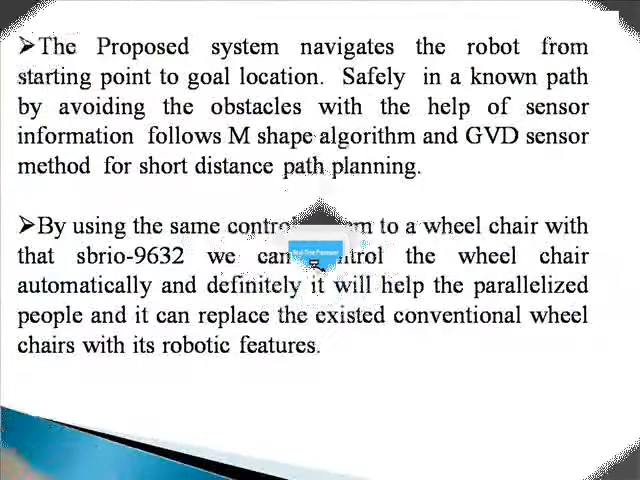 ➢The Proposed system navigates the robot from
starting point to goal location. Safely in a known path
by avoiding the obstacles with the help of sensor
information follows M shape algorithm and GVD sensor
method for short distance path planning.
➢By using the same to a wheel chair with
that sbrio-9632 we can the wheel chair
automatically and definitely it will help the parallelized
people and it can replace the existed conventional wheel
chairs with its robotic features.